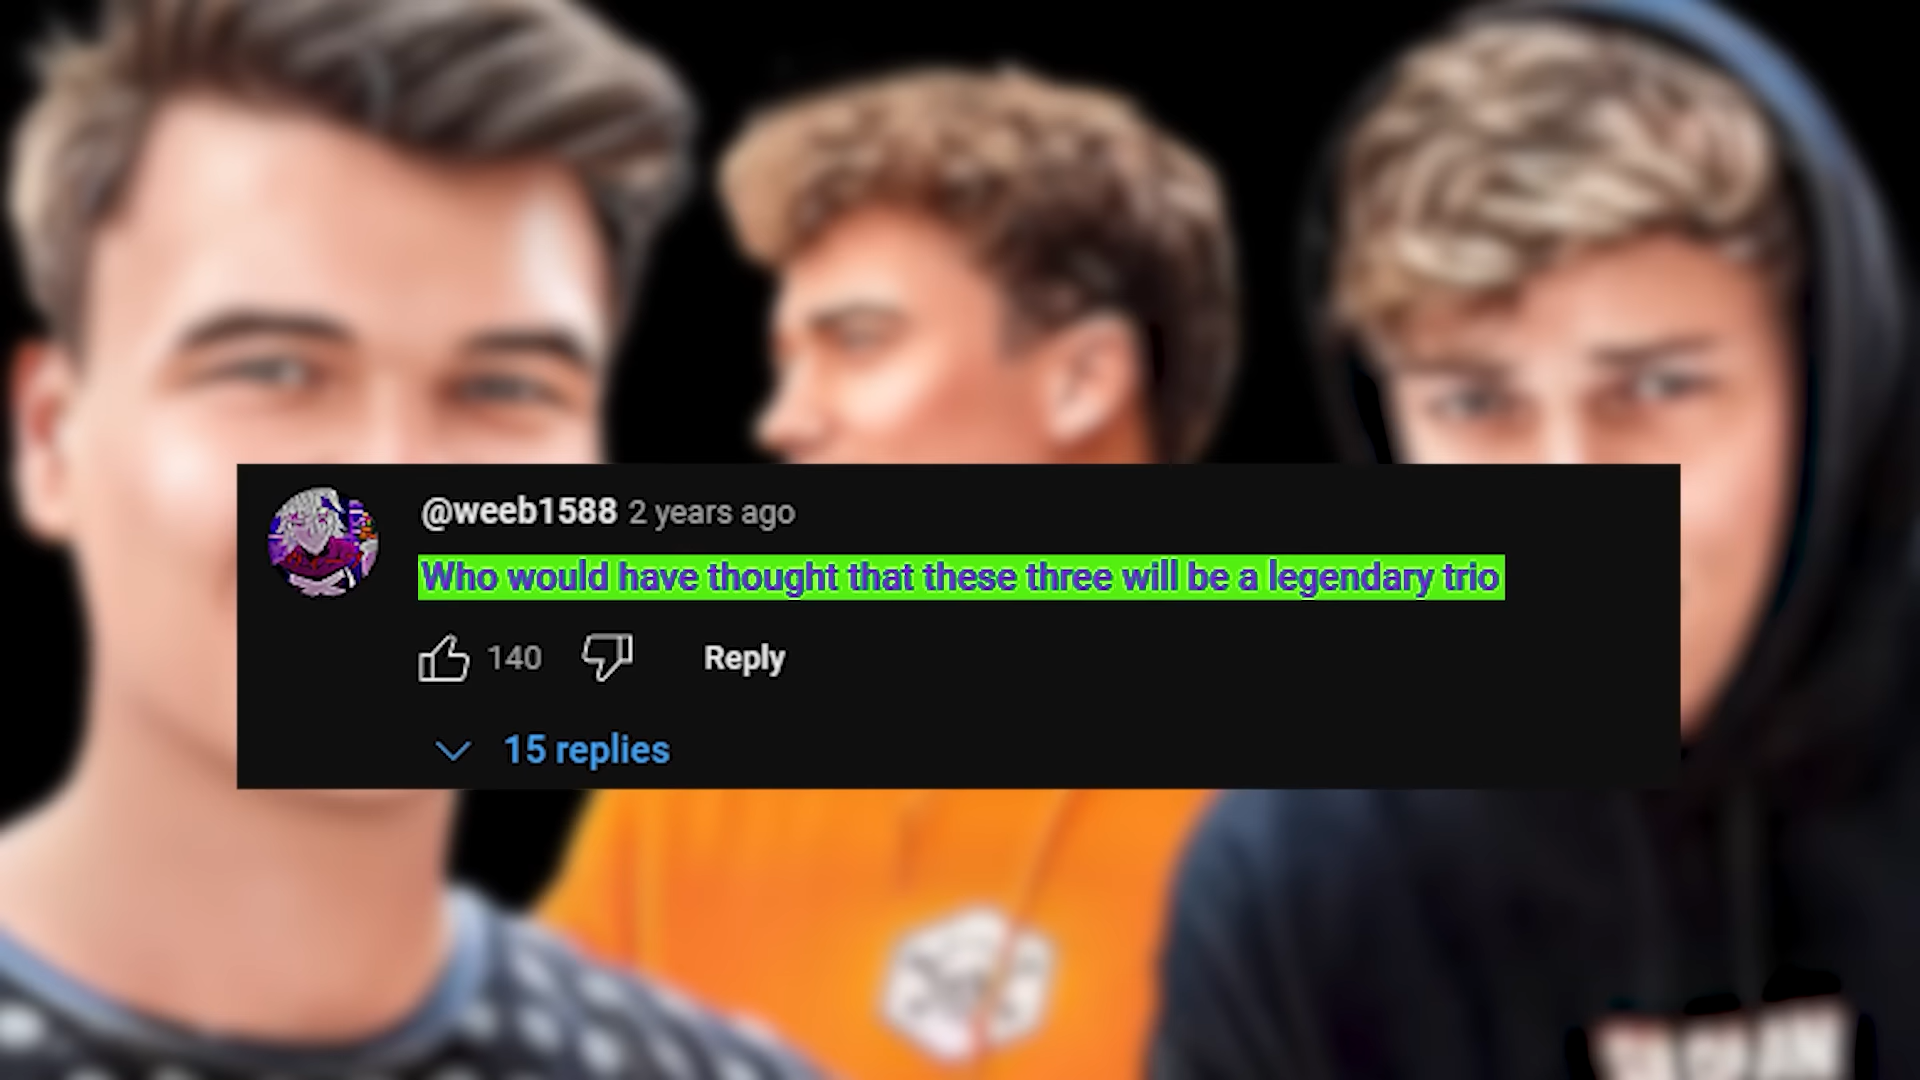 @weeb1588 2 years ago
Who would have thought that these three will be a legendary trio
140 Reply
15 replies